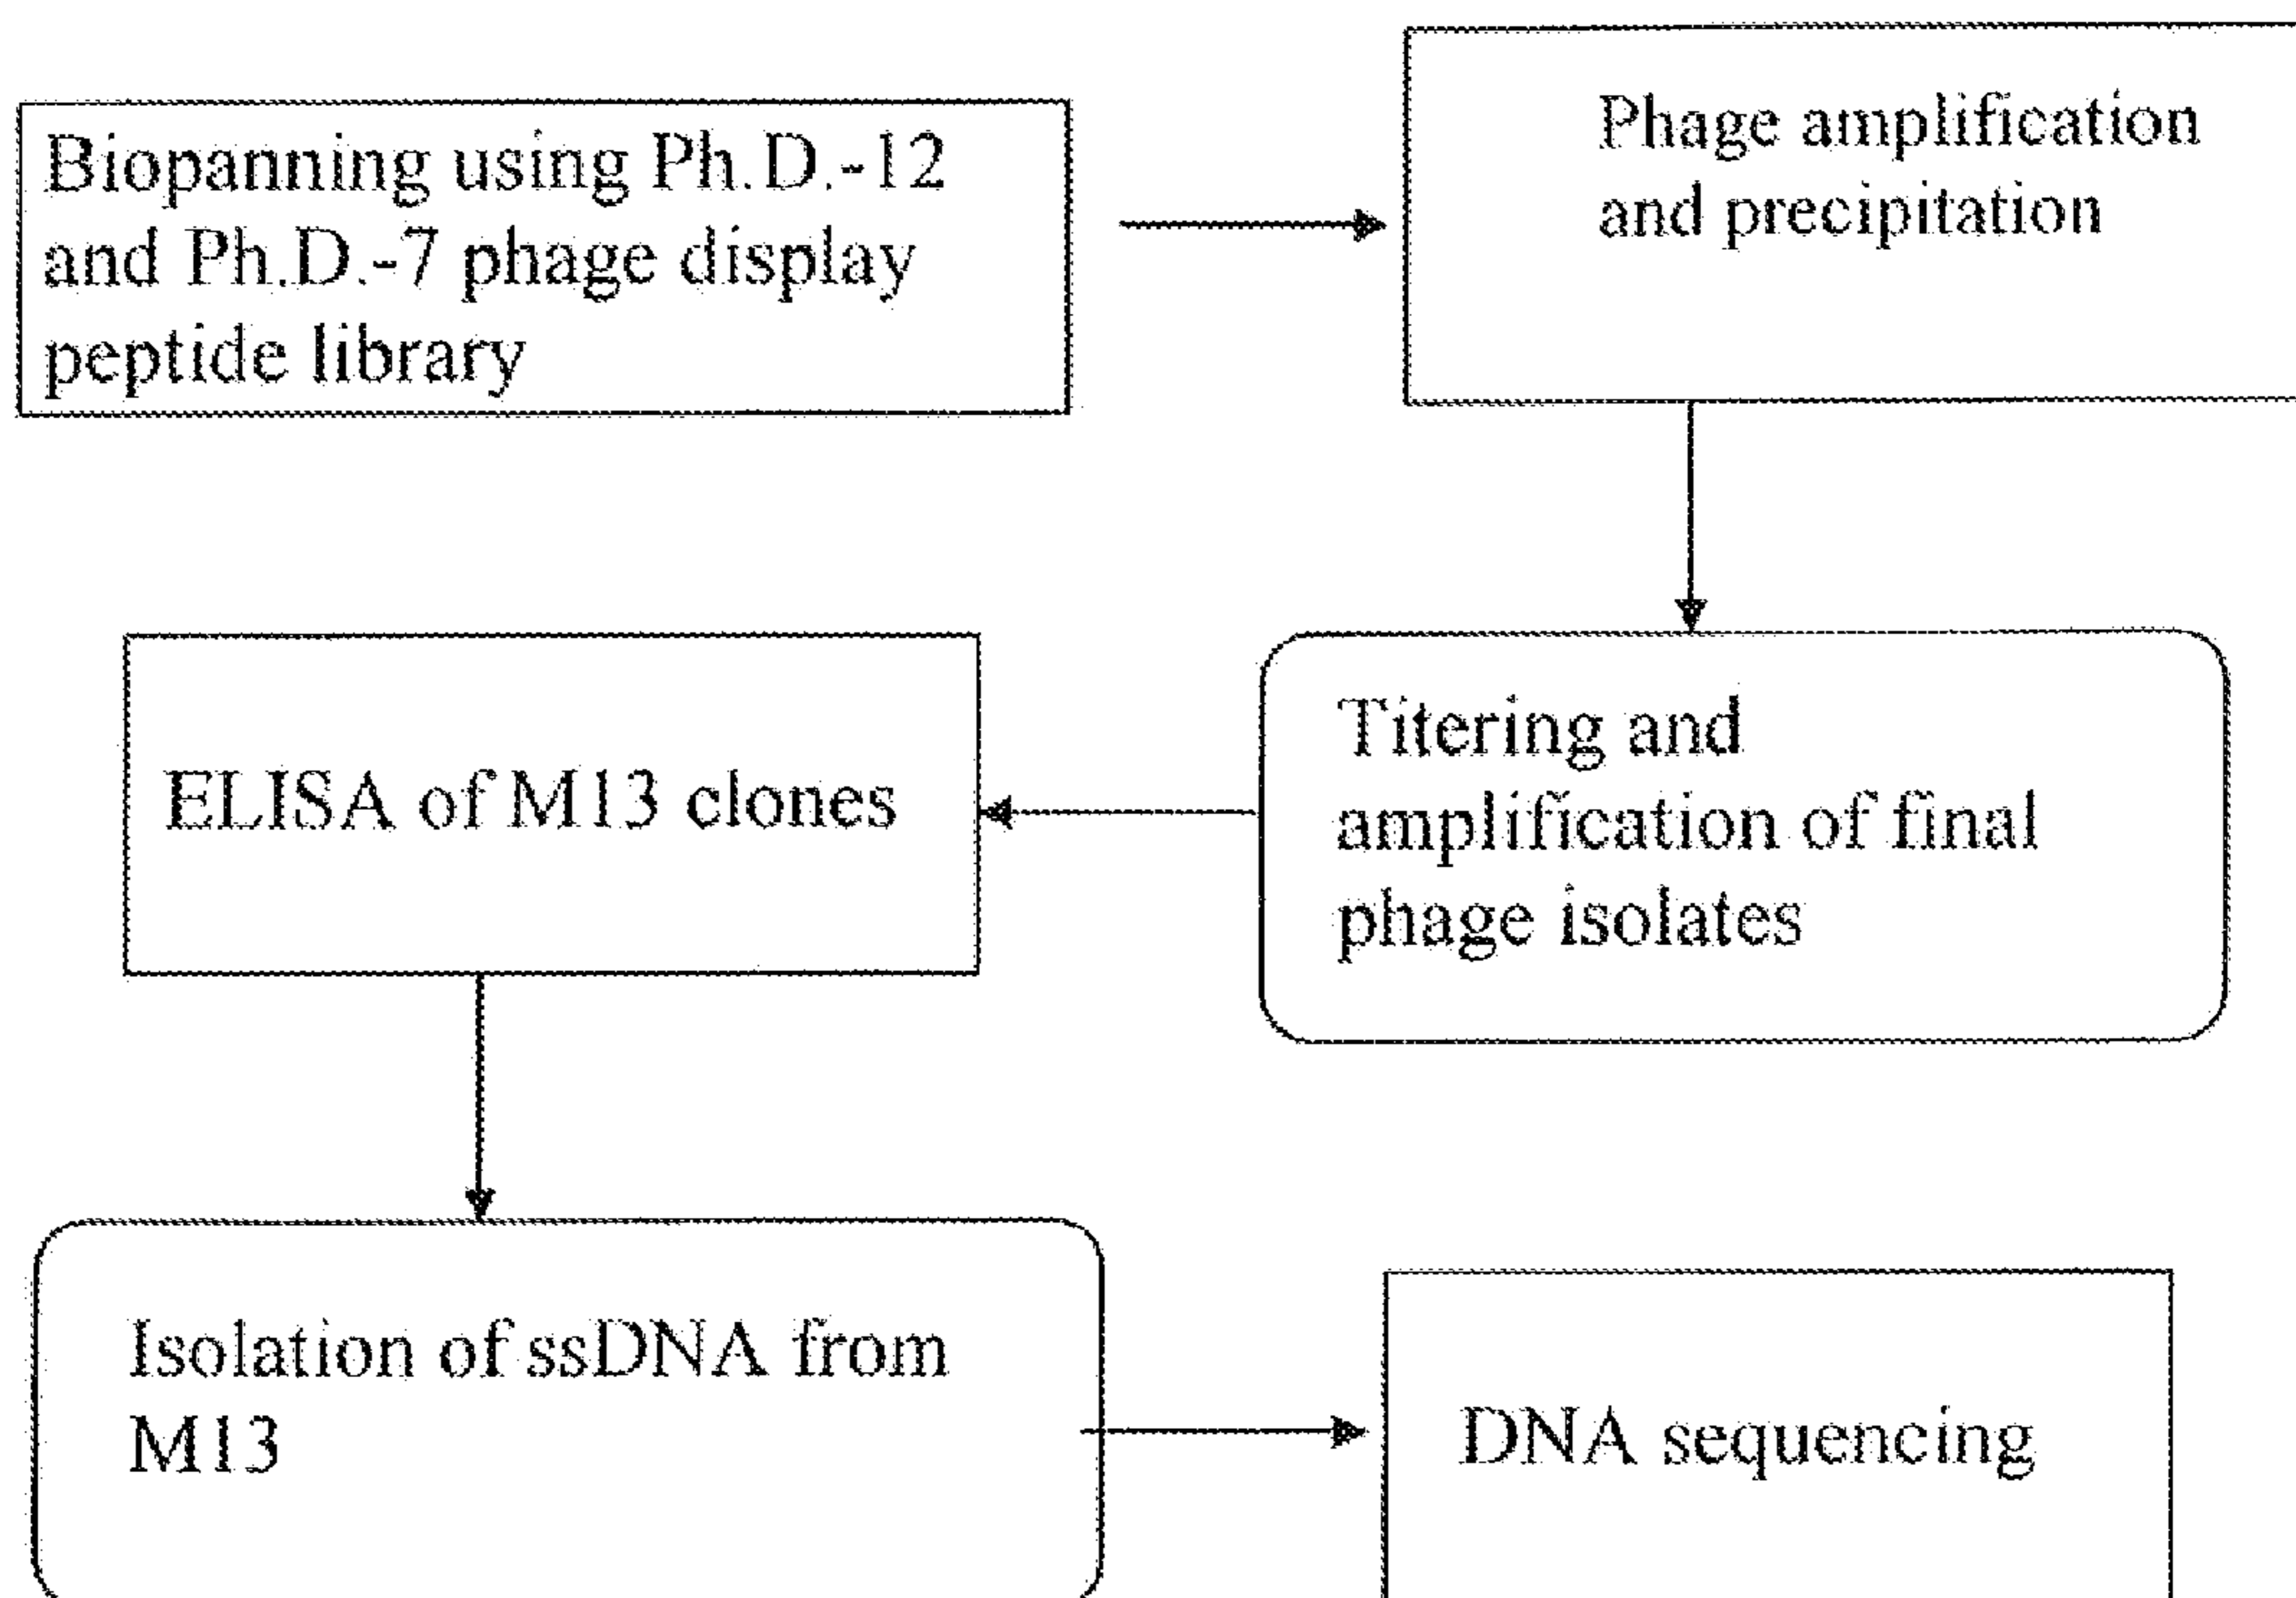 Biopanning using Ph.D.-12
and Ph.D.-7 phage display
peptide library
Phage amplification
and precipitation
Titering and
amplification of final
phage isolates
ELISA of M13 clones
Isolation of ssDNA from
M13
DNA sequencing